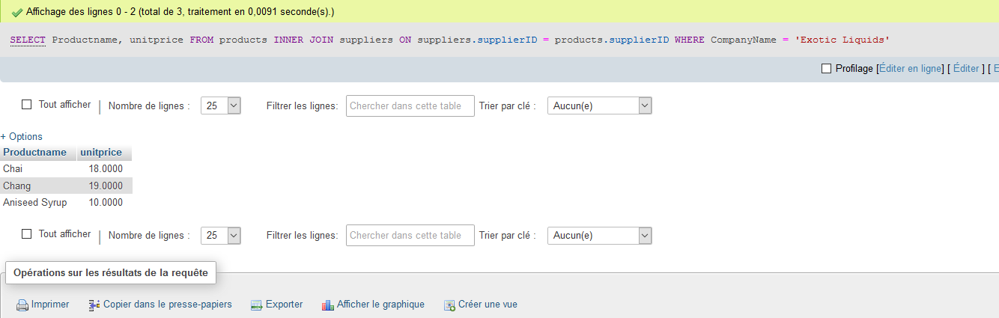 Affichage des lignes 0 - 2 (total de 3, traitement en 0,0091 seconde(s).)
SELECT Productname, unitprice FROM products INNER JOIN suppliers ON suppliers.supplierID = products.supplierID WHERE CompanyName = 'Exotic Liquids'
Profilage [Éditer en ligne] [ Éditer ] [
Tout afficher Nombre de lignes : 25 Filtrer les lignes: Chercher dans cette table Trier par clé : Aucun(e)
+ Options
Productname unitprice
Chai 18.0000
Chang 19.0000
Aniseed Syrup 10.0000
Tout afficher Nombre de lignes : 25 Filtrer les lignes: Chercher dans cette table Trier par clé : Aucun(e)
Opérations sur les résultats de la requête
Imprimer Copier dans le presse-papiers Exporter Afficher le graphique Créer une vue